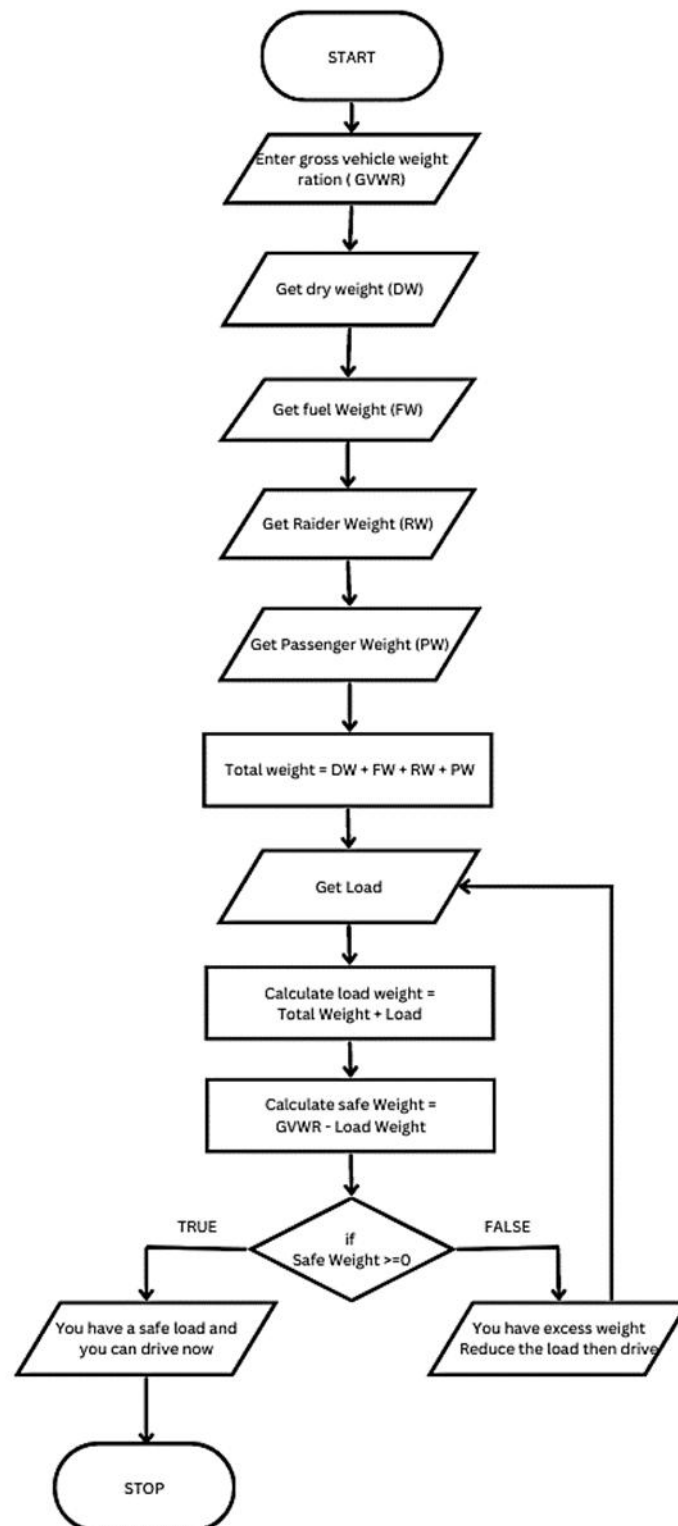 START
Enter gross vehicle weight
ration ( GVWR)
Get dry weight (DW)
Get fuel Weight (FW)
Get Raider Weight (RW)
Get Passenger Weight (PW)
Total weight = DW + FW + RW + PW
Get Load
Calculate load weight =
Total Weight + Load
Calculate safe Weight =
GVWR - Load Weight
TRUE
FALSE
if
Safe Weight >=0
You have a safe load and
you can drive now
You have excess weight
Reduce the load then drive
STOP